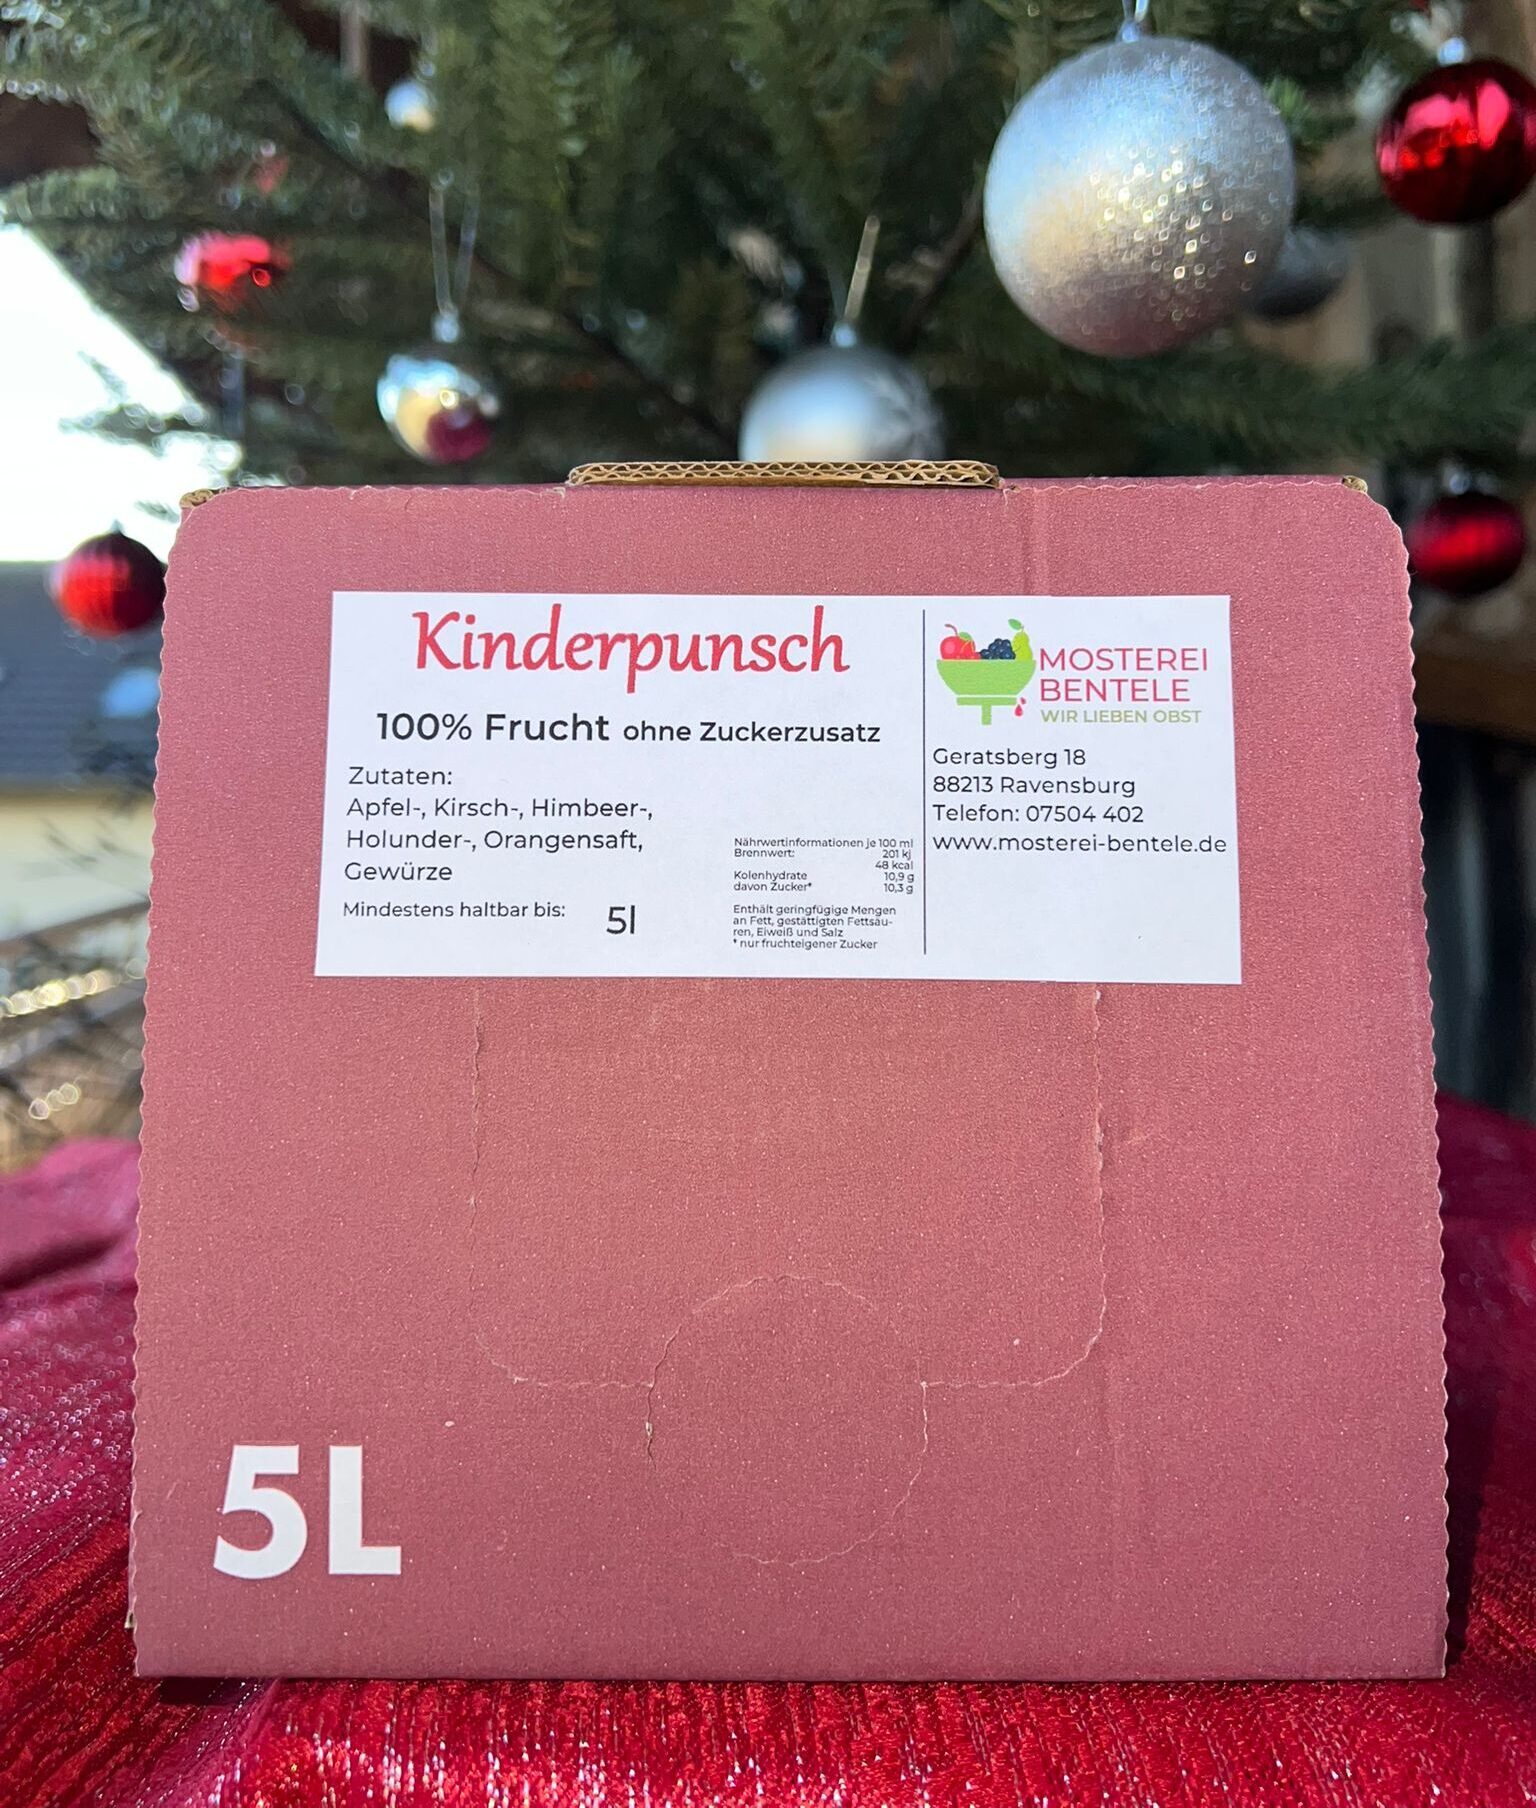 Kinderpunsch
100% Frucht ohne Zuckerzusatz
Zutaten:
Apfel-, Kirsch-, Himbeer-,
Holunder-, Orangensaft,
Gewürze
Mindestens haltbar bis:
5l
Nährwertinformationen je 100 ml
Brennwert: 201 kj
48 kcal
Kolenhydrate 10,9 g
davon Zucker* 10,3 g
Enthält geringfügige Mengen
an Fett, gestättigten Fettsäu-
ren, Eiweiß und Salz
* nur fruchteigener Zucker
MOSTEREI
BENTELE
WIR LIEBEN OBST
Geratsberg 18
88213 Ravensburg
Telefon: 07504 402
www.mosterei-bentele.de
5L